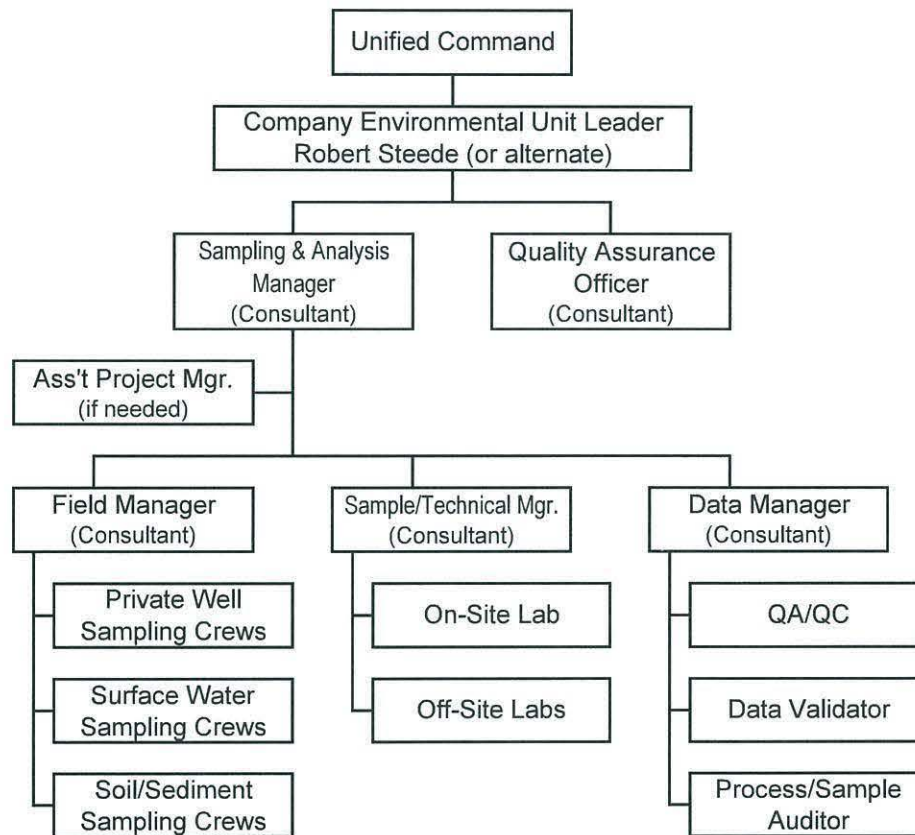 Unified Command
Company Environmental Unit Leader
Robert Steede (or alternate)
Sampling & Analysis
Manager
(Consultant)
Quality Assurance
Officer
(Consultant)
Ass't Project Mgr.
(if needed)
Field Manager
(Consultant)
Sample/Technical Mgr.
(Consultant)
Data Manager
(Consultant)
Private Well
Sampling Crews
On-Site Lab
QA/QC
Surface Water
Sampling Crews
Off-Site Labs
Data Validator
Soil/Sediment
Sampling Crews
Process/Sample
Auditor